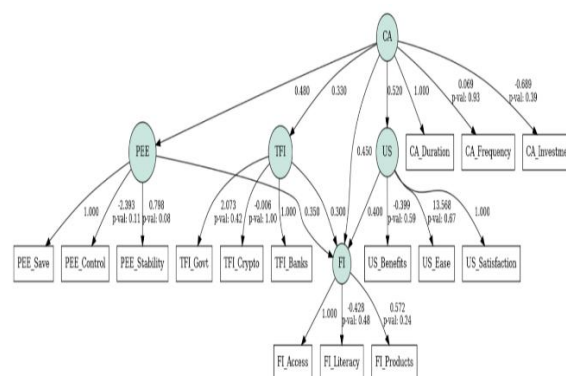 CA
0.480
0.330
0.520
1.000
0.069
p-val: 0.93
-0.689
p-val: 0.39
PEE
TFI
0.450
US
CA_Duration
CA_Frequency
CA_Investme
1.000
-2.393
p-val: 0.11
0.798
p-val: 0.08
2.073
p-val: 0.42
-0.006
p-val: 1.00
1.000
0.350
0.300
0.400
-0.399
p-val: 0.59
13.568
p-val: 0.67
1.000
PEE_Save
PEE_Control
PEE_Stability
TFI_Govt
TFI_Crypto
TFI_Banks
FI
US_Benefits
US_Ease
US_Satisfaction
1.000
-0.428
p-val: 0.48
0.572
p-val: 0.24
FI_Access
FI_Literacy
FI_Products